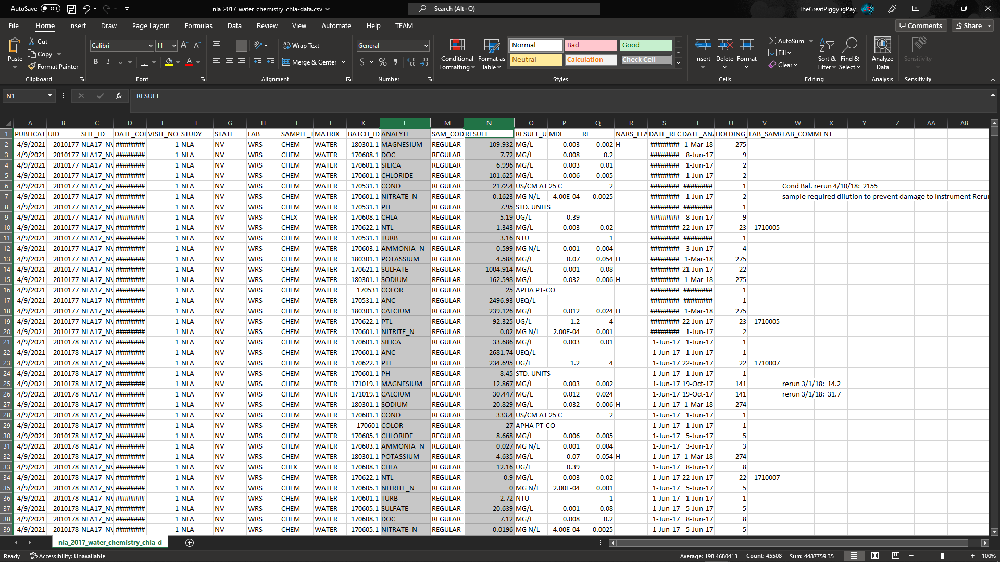 AutoSave Off nla_2017_water_chemistry_chla-data.csv Search (Alt+Q) TheGreatPiggy igPay
File Home Insert Draw Page Layout Formulas Data Review View Automate Help TEAM Comments Share
Paste Cut Copy Format Painter Calibri 11 Wrap Text Merge & Center General Conditional Formatting Format as Table Normal Bad Good Neutral Calculation Check Cell Insert Delete Format AutoSum Fill Clear Sort & Filter Find & Select Analyze Data Sensitivity
Clipboard Font Alignment Number Styles Cells Editing Analysis Sensitivity
N1 fx RESULT
A B C D E F G H I J K L M N O P Q R S T U V W X Y Z AA AB
1 PUBLICATI UID SITE_ID DATE_COL VISIT_NO STUDY STATE LAB SAMPLE_T MATRIX BATCH_ID ANALYTE SAM_COD RESULT RESULT_U MDL RL NARS_FLA DATE_REC DATE_ANA HOLDING_ LAB_SAMP LAB_COMMENT
2 4/9/2021 2010177 NLA17_NV ######## 1 NLA NV WRS CHEM WATER 180301.1 MAGNESIUM REGULAR 109.932 MG/L 0.003 0.002 H ######## 1-Mar-18 275
3 4/9/2021 2010177 NLA17_NV ######## 1 NLA NV WRS CHEM WATER 170608.1 DOC REGULAR 7.72 MG/L 0.008 0.2 ######## 8-Jun-17 9
4 4/9/2021 2010177 NLA17_NV ######## 1 NLA NV WRS CHEM WATER 170601.1 SILICA REGULAR 6.996 MG/L 0.003 0.01 ######## 1-Jun-17 2
5 4/9/2021 2010177 NLA17_NV ######## 1 NLA NV WRS CHEM WATER 170601.1 CHLORIDE REGULAR 101.625 MG/L 0.006 0.005 ######## 1-Jun-17 2
6 4/9/2021 2010177 NLA17_NV ######## 1 NLA NV WRS CHEM WATER 170531.1 COND REGULAR 2172.4 US/CM AT 25 C 2 ######## ######## 1 Cond Bal. rerun 4/10/18: 2155
7 4/9/2021 2010177 NLA17_NV ######## 1 NLA NV WRS CHEM WATER 170601.1 NITRATE_N REGULAR 0.1623 MG N/L 4.00E-04 0.0025 ######## 1-Jun-17 2 sample required dilution to prevent damage to instrument Rerun
8 4/9/2021 2010177 NLA17_NV ######## 1 NLA NV WRS CHEM WATER 170531.1 PH REGULAR 7.95 STD. UNITS ######## ######## 1
9 4/9/2021 2010177 NLA17_NV ######## 1 NLA NV WRS CHLX WATER 170608.1 CHLA REGULAR 5.19 UG/L 0.39 ######## 8-Jun-17 9
10 4/9/2021 2010177 NLA17_NV ######## 1 NLA NV WRS CHEM WATER 170622.1 NTL REGULAR 1.343 MG/L 0.003 0.02 ######## 22-Jun-17 23 1710005
11 4/9/2021 2010177 NLA17_NV ######## 1 NLA NV WRS CHEM WATER 170531.1 TURB REGULAR 3.16 NTU 1 ######## ######## 1
12 4/9/2021 2010177 NLA17_NV ######## 1 NLA NV WRS CHEM WATER 170603.1 AMMONIA_N REGULAR 0.599 MG N/L 0.001 0.004 ######## 3-Jun-17 4
13 4/9/2021 2010177 NLA17_NV ######## 1 NLA NV WRS CHEM WATER 180301.1 POTASSIUM REGULAR 4.588 MG/L 0.07 0.054 H ######## 1-Mar-18 275
14 4/9/2021 2010177 NLA17_NV ######## 1 NLA NV WRS CHEM WATER 170621.1 SULFATE REGULAR 1004.914 MG/L 0.001 0.08 ######## 21-Jun-17 22
15 4/9/2021 2010177 NLA17_NV ######## 1 NLA NV WRS CHEM WATER 180301.1 SODIUM REGULAR 162.598 MG/L 0.032 0.006 H ######## 1-Mar-18 275
16 4/9/2021 2010177 NLA17_NV ######## 1 NLA NV WRS CHEM WATER 170531 COLOR REGULAR 25 APHA PT-CO ######## ######## 1
17 4/9/2021 2010177 NLA17_NV ######## 1 NLA NV WRS CHEM WATER 170531.1 ANC REGULAR 2496.93 UEQ/L ######## ######## 1
18 4/9/2021 2010177 NLA17_NV ######## 1 NLA NV WRS CHEM WATER 180301.1 CALCIUM REGULAR 239.126 MG/L 0.012 0.024 H ######## 1-Mar-18 275
19 4/9/2021 2010177 NLA17_NV ######## 1 NLA NV WRS CHEM WATER 170622.1 PTL REGULAR 92.325 UG/L 1.2 4 ######## 22-Jun-17 23 1710005
20 4/9/2021 2010177 NLA17_NV ######## 1 NLA NV WRS CHEM WATER 170601.1 NITRITE_N REGULAR 0.02 MG N/L 2.00E-04 0.001 ######## 1-Jun-17 2
21 4/9/2021 2010178 NLA17_NV ######## 1 NLA NV WRS CHEM WATER 170601.1 SILICA REGULAR 33.686 MG/L 0.003 0.01 1-Jun-17 1-Jun-17 1
22 4/9/2021 2010178 NLA17_NV ######## 1 NLA NV WRS CHEM WATER 170601.1 ANC REGULAR 2681.74 UEQ/L 1-Jun-17 1-Jun-17 1
23 4/9/2021 2010178 NLA17_NV ######## 1 NLA NV WRS CHEM WATER 170622.1 PTL REGULAR 234.695 UG/L 1.2 4 1-Jun-17 22-Jun-17 22 1710007
24 4/9/2021 2010178 NLA17_NV ######## 1 NLA NV WRS CHEM WATER 170601.1 PH REGULAR 8.45 STD. UNITS 1-Jun-17 1-Jun-17 1
25 4/9/2021 2010178 NLA17_NV ######## 1 NLA NV WRS CHEM WATER 171019.1 MAGNESIUM REGULAR 12.867 MG/L 0.003 0.002 1-Jun-17 19-Oct-17 141 rerun 3/1/18: 14.2
26 4/9/2021 2010178 NLA17_NV ######## 1 NLA NV WRS CHEM WATER 171019.1 CALCIUM REGULAR 30.447 MG/L 0.012 0.024 1-Jun-17 19-Oct-17 141 rerun 3/1/18: 31.7
27 4/9/2021 2010178 NLA17_NV ######## 1 NLA NV WRS CHEM WATER 180301.1 SODIUM REGULAR 20.829 MG/L 0.032 0.006 H 1-Jun-17 1-Mar-18 274
28 4/9/2021 2010178 NLA17_NV ######## 1 NLA NV WRS CHEM WATER 170601.1 COND REGULAR 333.4 US/CM AT 25 C 2 1-Jun-17 1-Jun-17 1
29 4/9/2021 2010178 NLA17_NV ######## 1 NLA NV WRS CHEM WATER 170601 COLOR REGULAR 27 APHA PT-CO 1-Jun-17 1-Jun-17 1
30 4/9/2021 2010178 NLA17_NV ######## 1 NLA NV WRS CHEM WATER 170605.1 CHLORIDE REGULAR 8.668 MG/L 0.006 0.005 1-Jun-17 5-Jun-17 5
31 4/9/2021 2010178 NLA17_NV ######## 1 NLA NV WRS CHEM WATER 170603.1 AMMONIA_N REGULAR 0.027 MG N/L 0.001 0.004 1-Jun-17 3-Jun-17 3
32 4/9/2021 2010178 NLA17_NV ######## 1 NLA NV WRS CHEM WATER 180301.1 POTASSIUM REGULAR 4.635 MG/L 0.07 0.054 H 1-Jun-17 1-Mar-18 274
33 4/9/2021 2010178 NLA17_NV ######## 1 NLA NV WRS CHLX WATER 170608.1 CHLA REGULAR 12.16 UG/L 0.39 1-Jun-17 8-Jun-17 8
34 4/9/2021 2010178 NLA17_NV ######## 1 NLA NV WRS CHEM WATER 170622.1 NTL REGULAR 0.9 MG/L 0.003 0.02 1-Jun-17 22-Jun-17 22 1710007
35 4/9/2021 2010178 NLA17_NV ######## 1 NLA NV WRS CHEM WATER 170605.1 NITRITE_N REGULAR 0 MG N/L 2.00E-04 0.001 1-Jun-17 5-Jun-17 5
36 4/9/2021 2010178 NLA17_NV ######## 1 NLA NV WRS CHEM WATER 170601.1 TURB REGULAR 2.72 NTU 1 1-Jun-17 1-Jun-17 1
37 4/9/2021 2010178 NLA17_NV ######## 1 NLA NV WRS CHEM WATER 170605.1 SULFATE REGULAR 20.639 MG/L 0.001 0.08 1-Jun-17 5-Jun-17 5
38 4/9/2021 2010178 NLA17_NV ######## 1 NLA NV WRS CHEM WATER 170608.1 DOC REGULAR 7.12 MG/L 0.008 0.2 1-Jun-17 8-Jun-17 8
39 4/9/2021 2010178 NLA17_NV ######## 1 NLA NV WRS CHEM WATER 170605.1 NITRATE_N REGULAR 0.0196 MG N/L 4.00E-04 0.0025 1-Jun-17 5-Jun-17 5
nla_2017_water_chemistry_chla-d
Ready Accessibility: Unavailable Average: 198.4680413 Count: 45508 Sum: 4487759.35 100%